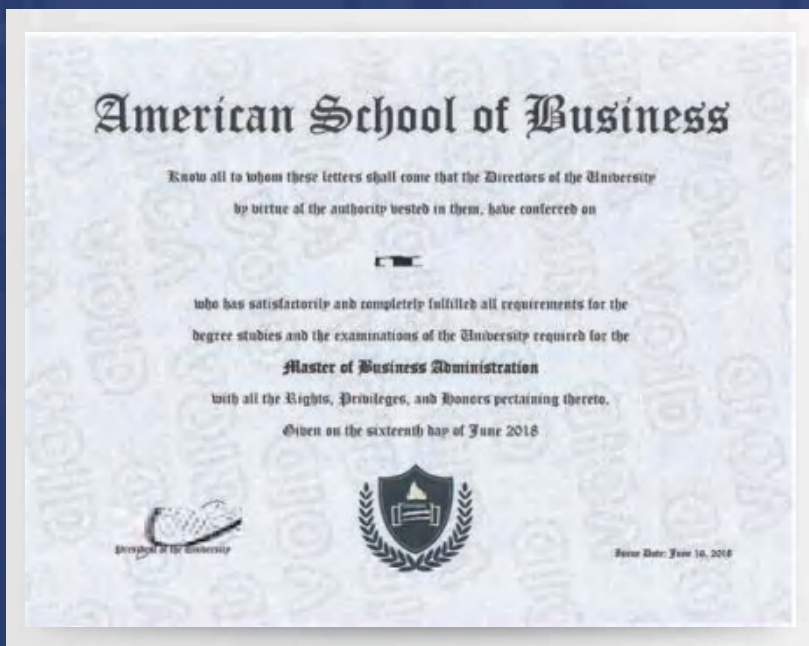 American School of Business
Know all to whom these letters shall come that the Directors of the University
by virtue of the authority vested in them, have conferred on
who has satisfactorily and completely fulfilled all requirements for the
degree studies and the examinations of the University required for the
Master of Business Administration
with all the Rights, Privileges, and Honors pertaining thereto.
Given on the sixteenth day of June 2018
President of the University
Issue Date: June 16, 2018
VOID